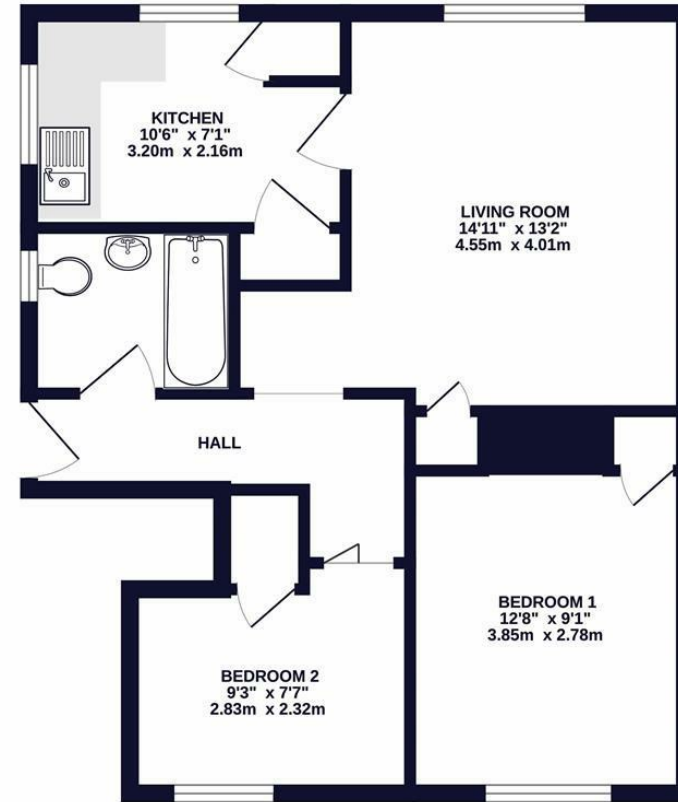 KITCHEN
10'6" x 7'1"
3.20m x 2.16m
LIVING ROOM
14'11" x 13'2"
4.55m x 4.01m
HALL
BEDROOM 1
12'8" x 9'1"
3.85m x 2.78m
BEDROOM 2
9'3" x 7'7"
2.83m x 2.32m